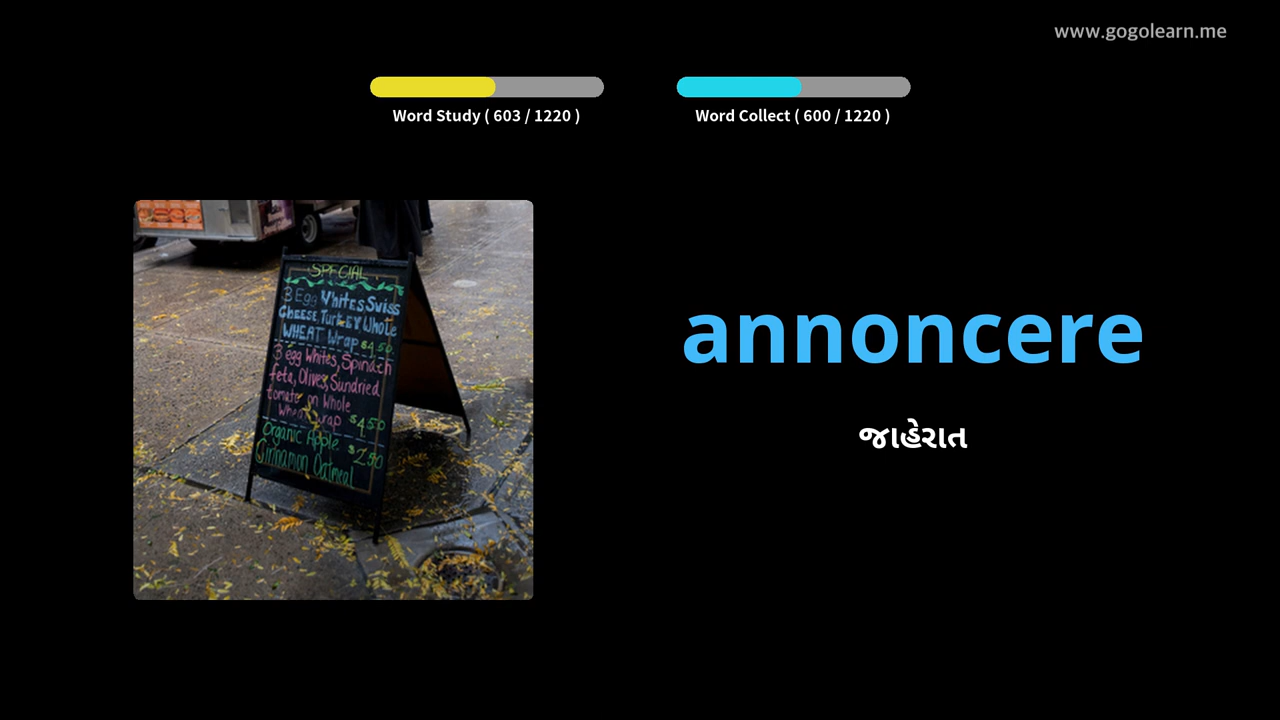 www.gogolearn.me
Word Study ( 603 / 1220 )
Word Collect ( 600 / 1220 )
SPECIAL
3 Egg Whites Swiss
Cheese, Turkey Whole
WHEAT Wrap $4.50
3 egg Whites, Spinach
feta, Olives, Sundried
tomato on Whole
Wheat Wrap $4.50
Organic Apple
Cinnamon Oatmeal $2.50
annoncere
જાહેરાત